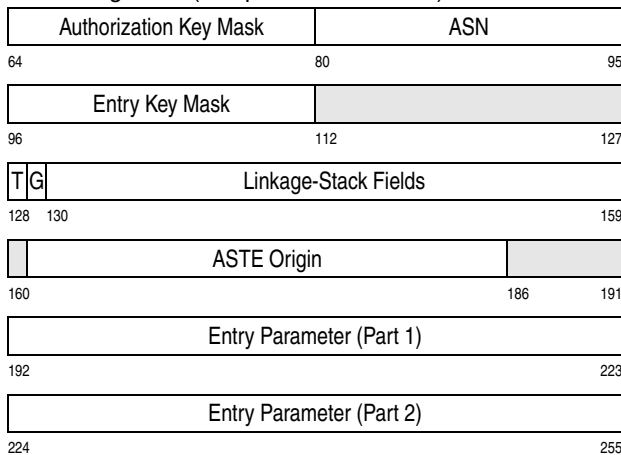 Authorization Key Mask ASN
64 80 95
Entry Key Mask
96 112 127
T G Linkage-Stack Fields
128 130 159
ASTE Origin
160 186 191
Entry Parameter (Part 1)
192 223
Entry Parameter (Part 2)
224 255